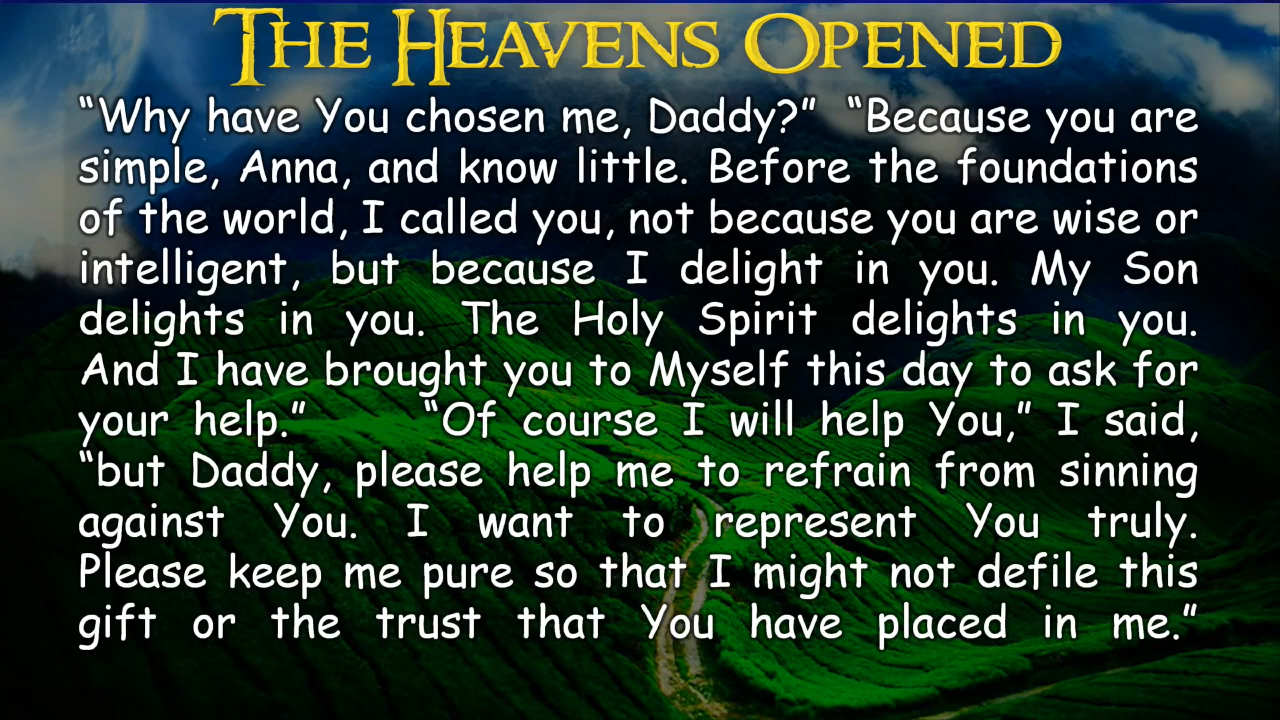 THE HEAVENS OPENED
“Why have You chosen me, Daddy?” “Because you are
simple, Anna, and know little. Before the foundations
of the world, I called you, not because you are wise or
intelligent, but because I delight in you. My Son
delights in you. The Holy Spirit delights in you.
And I have brought you to Myself this day to ask for
your help.” “Of course I will help You,” I said,
“but Daddy, please help me to refrain from sinning
against You. I want to represent You truly.
Please keep me pure so that I might not defile this
gift or the trust that You have placed in me.”